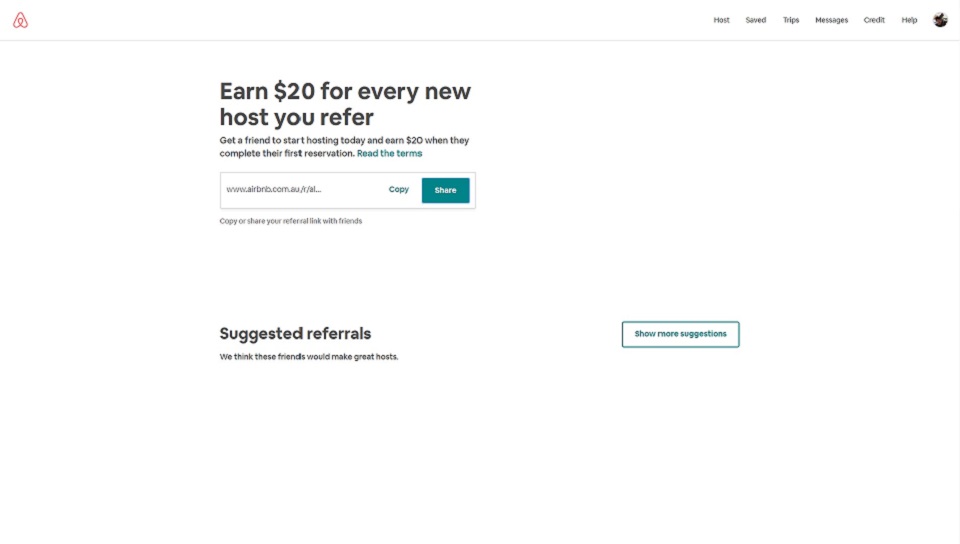 Host Saved Trips Messages Credit Help
Earn $20 for every new
host you refer
Get a friend to start hosting today and earn $20 when they
complete their first reservation. Read the terms
www.airbnb.com.au/r/al... Copy Share
Copy or share your referral link with friends
Suggested referrals Show more suggestions
We think these friends would make great hosts.